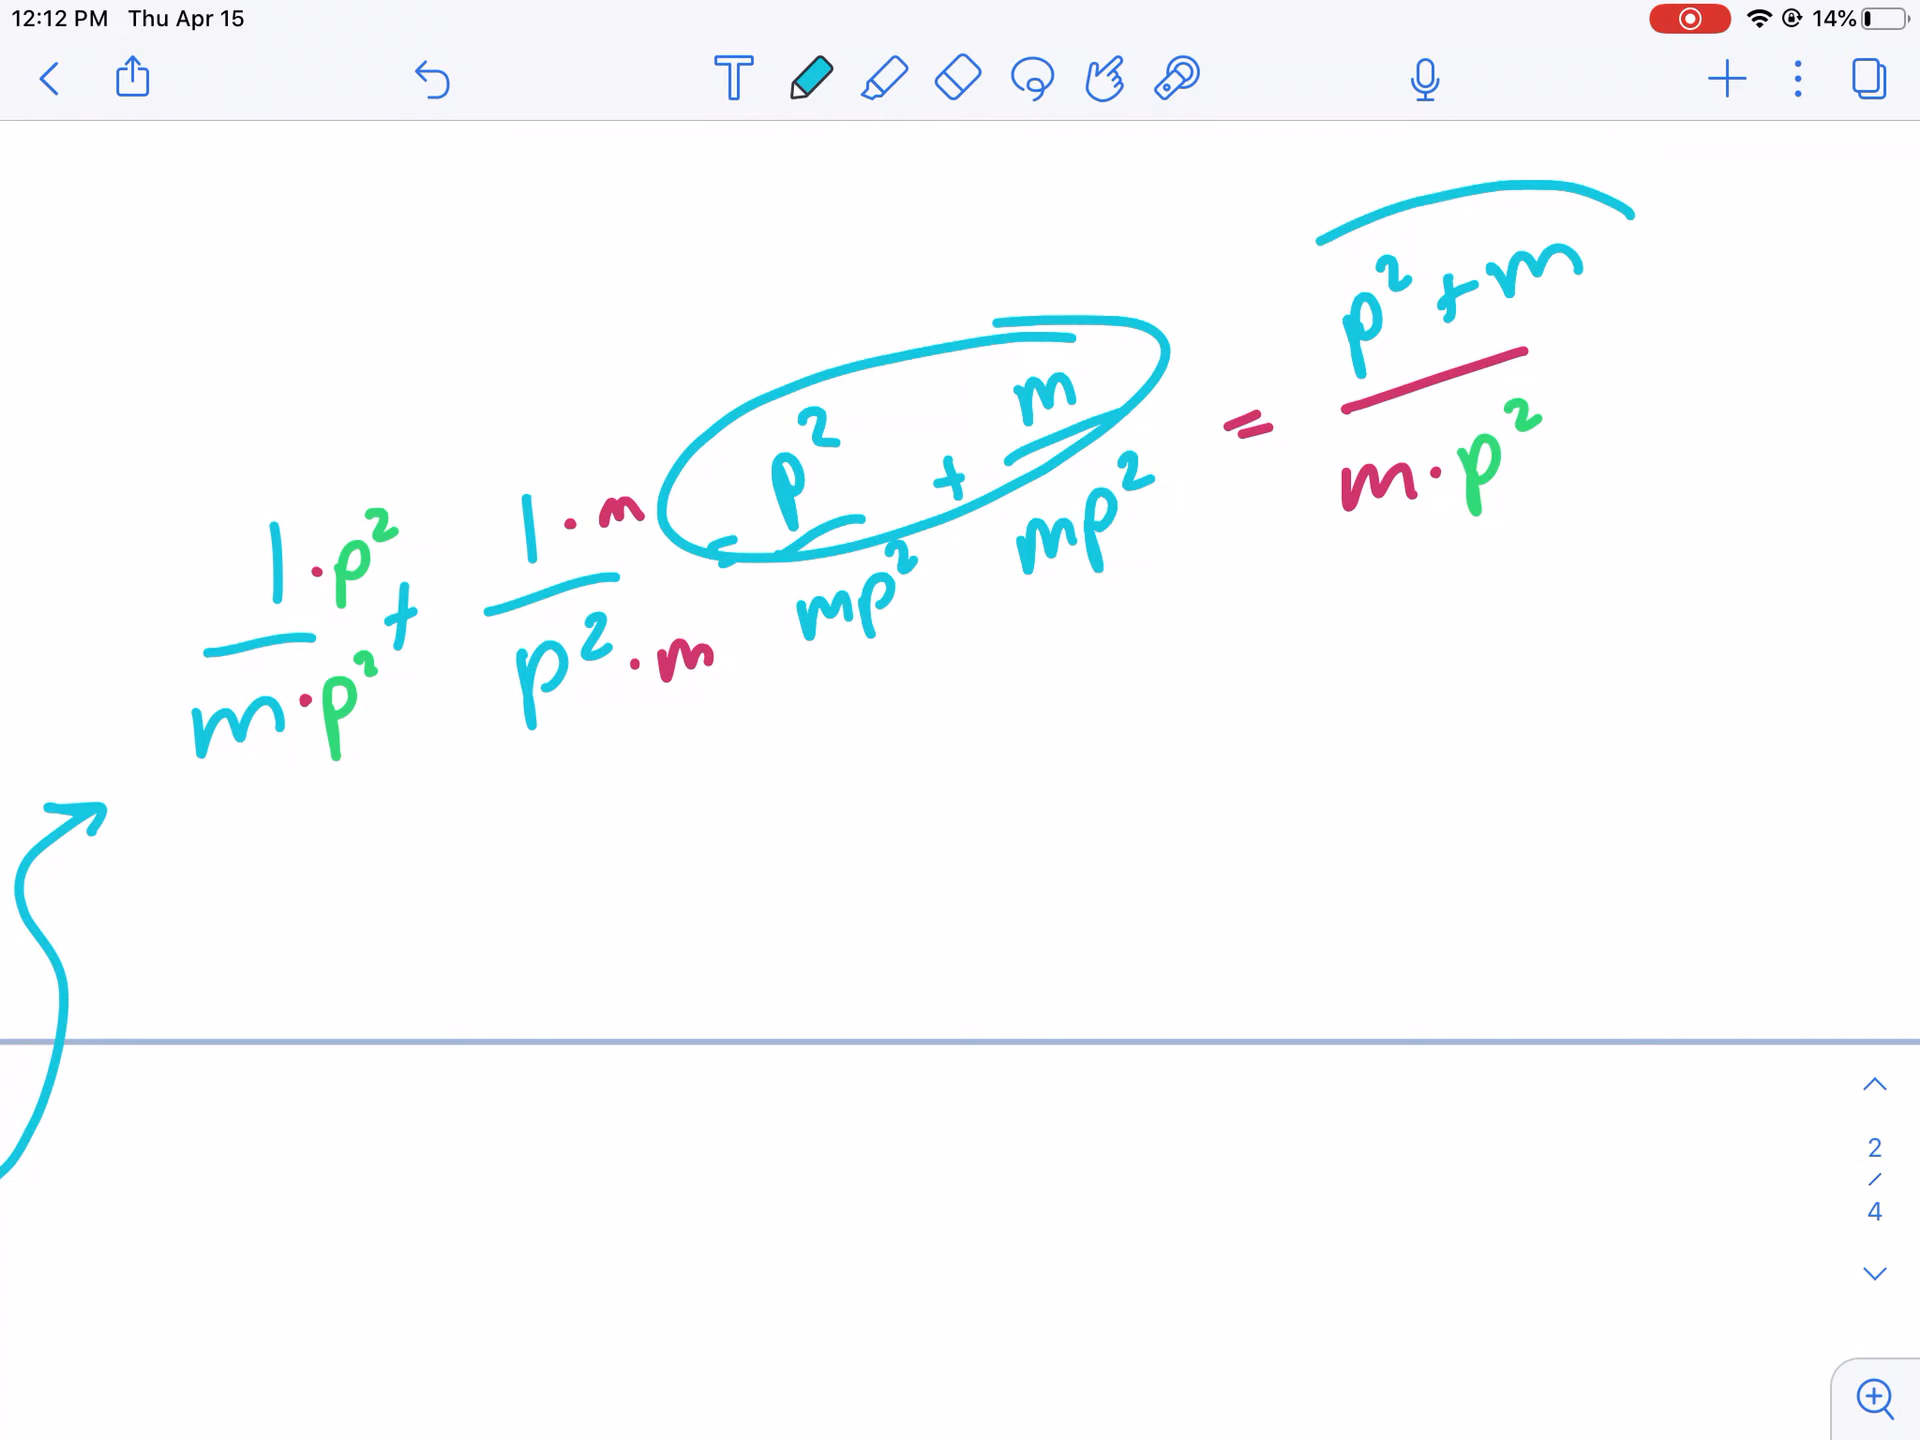 12:12 PM Thu Apr 15 14%
T
1·p²/m·p² + 1·m/p²·m = p²/mp² + m/mp² = p²+m/m·p²
2
/
4